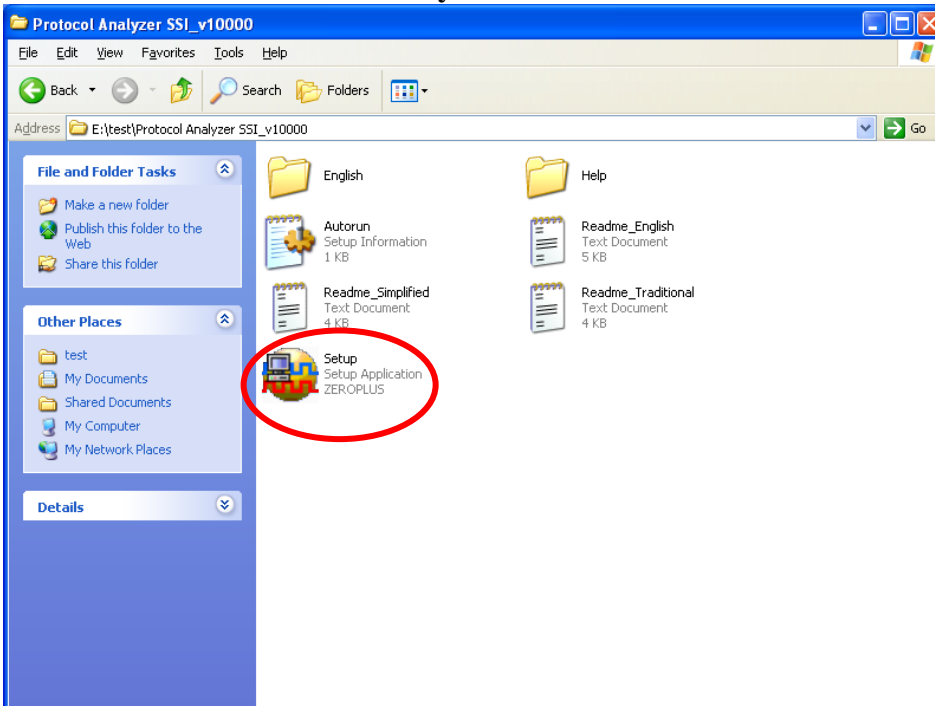 Protocol Analyzer SSI_v10000
File Edit View Favorites Tools Help
Back Search Folders
Address E:\test\Protocol Analyzer SSI_v10000 Go
File and Folder Tasks
Make a new folder
Publish this folder to the
Web
Share this folder
Other Places
test
My Documents
Shared Documents
My Computer
My Network Places
Details
English
Help
Autorun
Setup Information
1 KB
Readme_English
Text Document
5 KB
Readme_Simplified
Text Document
4 KB
Readme_Traditional
Text Document
4 KB
Setup
Setup Application
ZEROPLUS